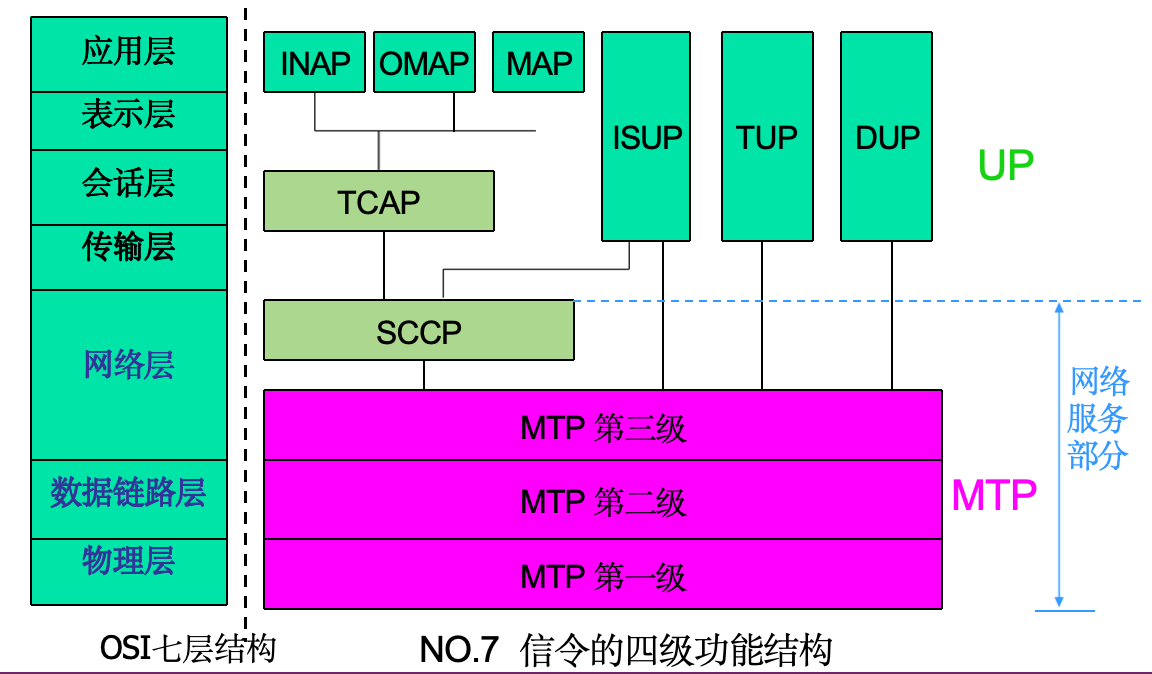 应用层
表示层
会话层
传输层
网络层
数据链路层
物理层
OSI七层结构
INAP
OMAP
MAP
ISUP
TUP
DUP
UP
TCAP
SCCP
MTP 第三级
MTP 第二级
MTP 第一级
MTP
网络
服务
部分
NO.7 信令的四级功能结构